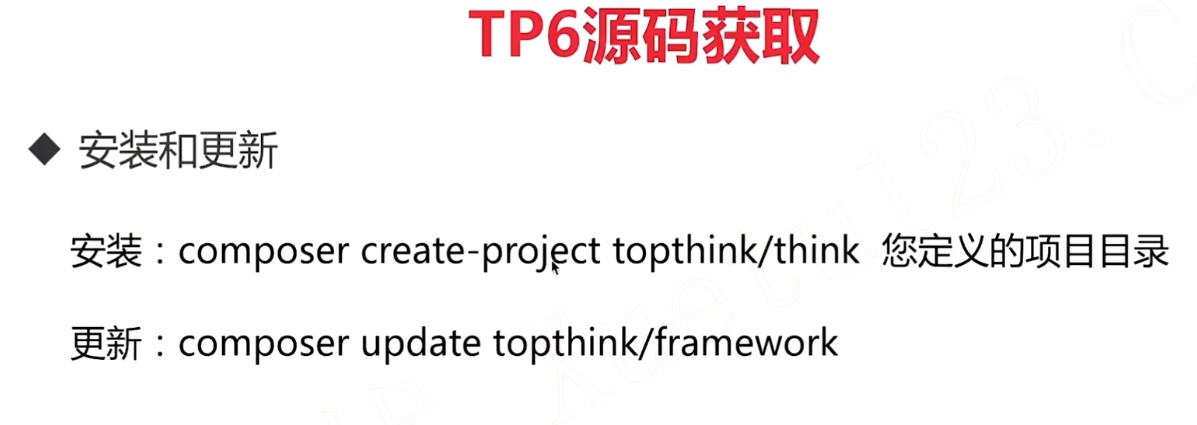 TP6源码获取
◆ 安装和更新
安装：composer create-project topthink/think 您定义的项目目录
更新：composer update topthink/framework